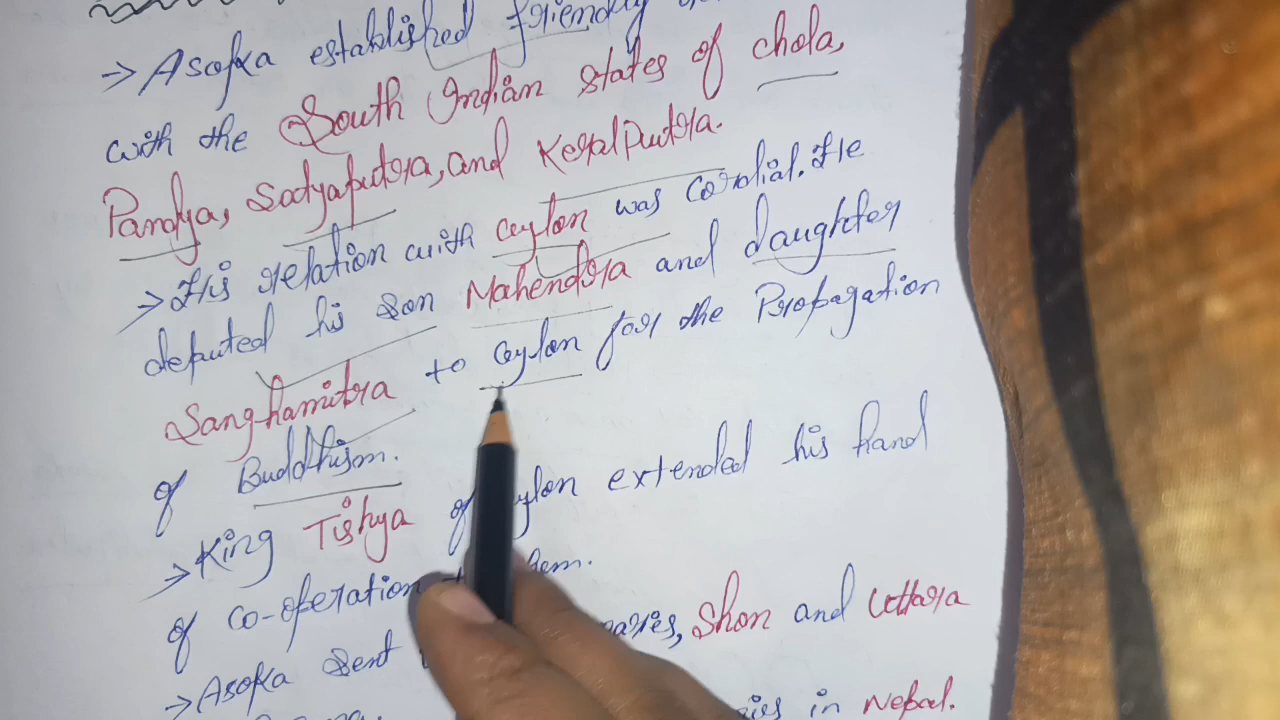 → Asoka established friendly
with the South Indian states of chola,
Pandya, Satyaputra, and Keralputra.
→ His relation with ceylon was cordial. He
deputed his son Mahendra and daughter
Sanghamitra to ceylon for the Propagation
of Buddhism.
→ King Tishya of ceylon extended his hand
of co-operation them.
→ Asoka sent Shon and Uttara
in Nepal.